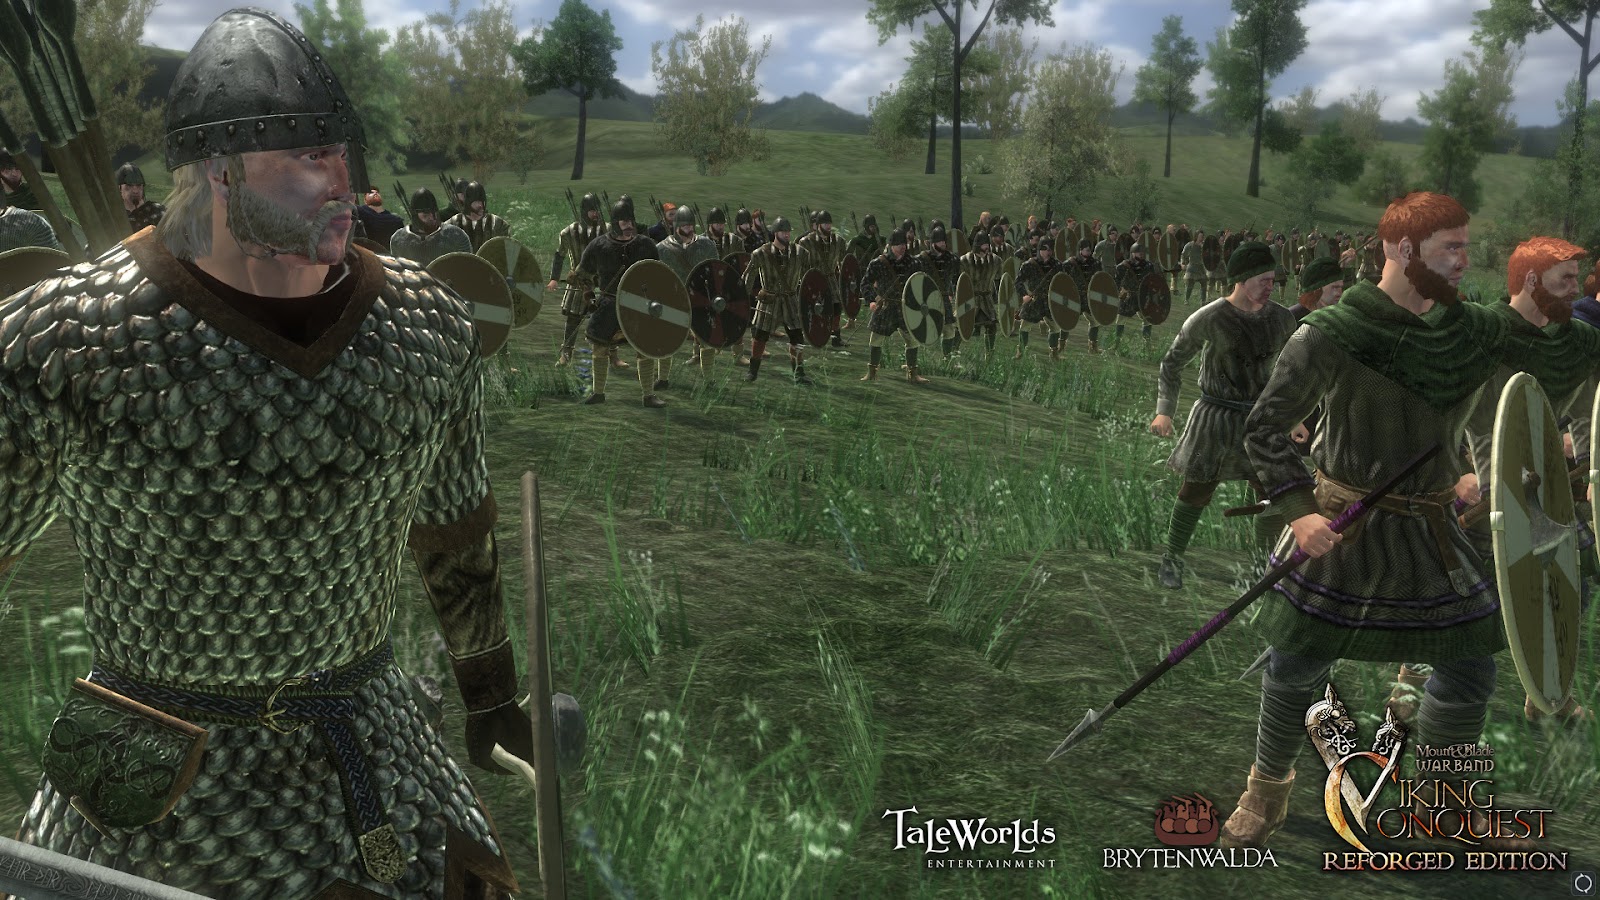 TaleWorlds
ENTERTAINMENT
BRYTENWALDA
Mount&Blade
WARBAND
VIKING
CONQUEST
REFORGED EDITION